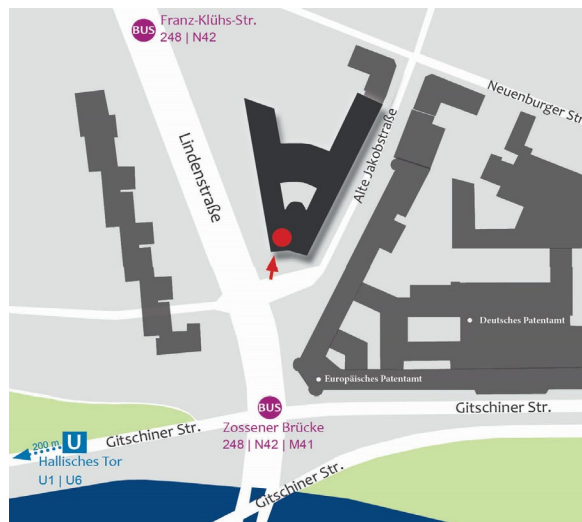 BUS
Franz-Klühs-Str.
248 | N42
Neuenburger Str.
Lindenstraße
Alte Jakobstraße
Deutsches Patentamt
Europäisches Patentamt
BUS
Gitschiner Str.
Zossener Brücke
248 | N42 | M41
200 m
U
Gitschiner Str.
Hallisches Tor
U1 | U6
Gitschiner Str.